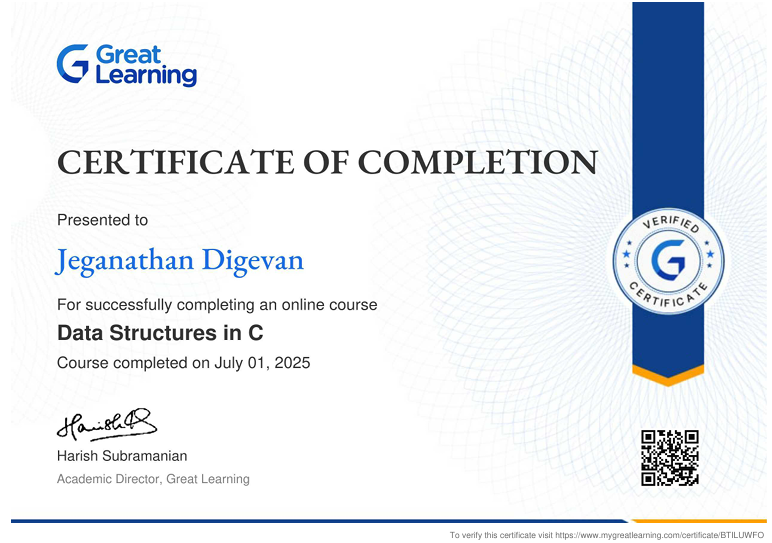 Great
Learning
CERTIFICATE OF COMPLETION
Presented to
Jeganathan Digevan
For successfully completing an online course
Data Structures in C
Course completed on July 01, 2025
VERIFIED
CERTIFICATE
Harish Subramanian
Academic Director, Great Learning
To verify this certificate visit https://www.mygreatlearning.com/certificate/BTILUWFO